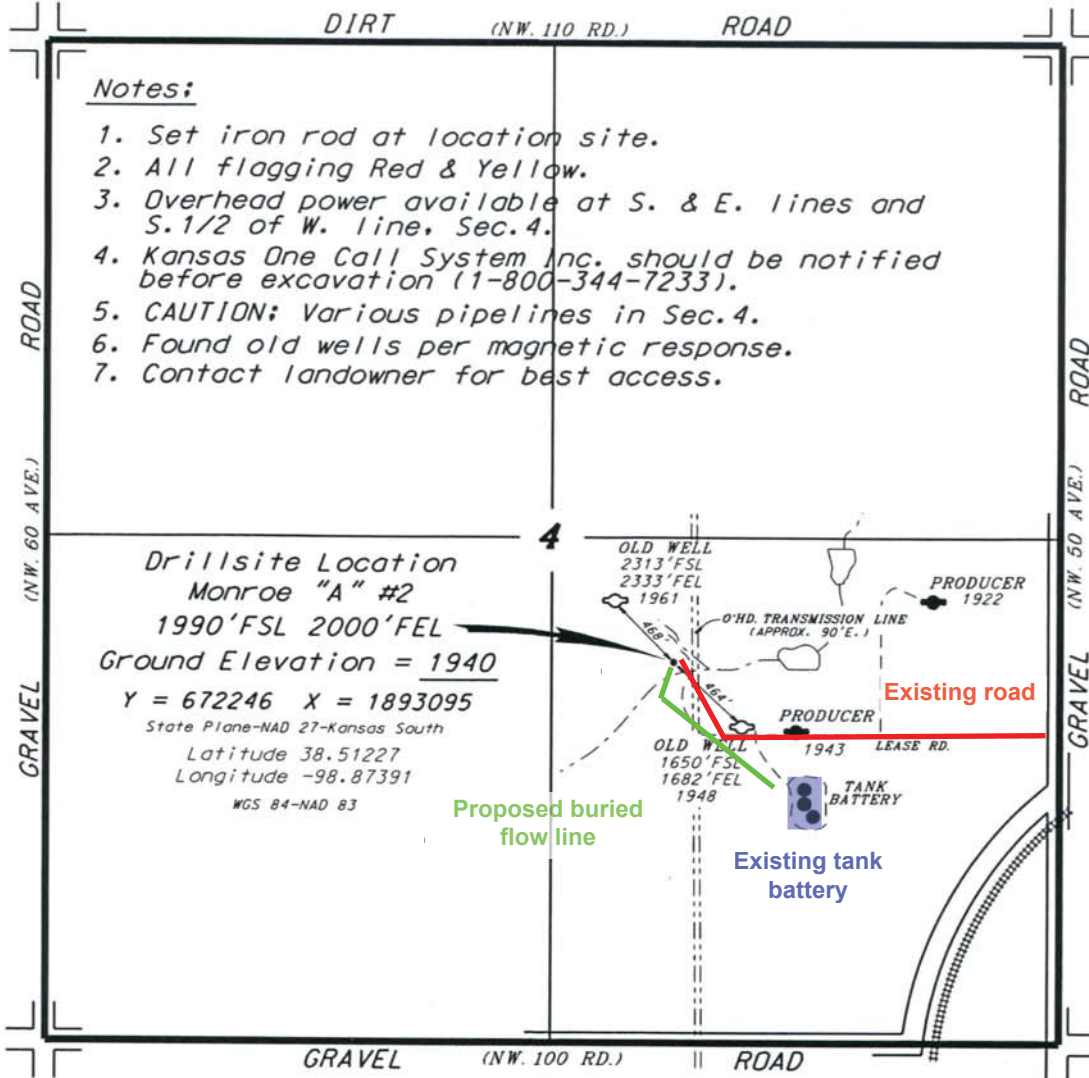 DIRT (NW. 110 RD.) ROAD
Notes:
1. Set iron rod at location site.
2. All flagging Red & Yellow.
3. Overhead power available at S. & E. lines and
S.1/2 of W. line, Sec.4.
4. Kansas One Call System Inc. should be notified
before excavation (1-800-344-7233).
5. CAUTION: Various pipelines in Sec.4.
6. Found old wells per magnetic response.
7. Contact landowner for best access.
GRAVEL (NW. 60 AVE.) ROAD
GRAVEL (NW. 50 AVE.) ROAD
4
Drillsite Location
Monroe "A" #2
1990'FSL 2000'FEL
Ground Elevation = 1940
Y = 672246 X = 1893095
State Plane-NAD 27-Kansas South
Latitude 38.51227
Longitude -98.87391
WGS 84-NAD 83
OLD WELL
2313'FSL
2333'FEL
1961
468'
O'HD. TRANSMISSION LINE
(APPROX. 90'E.)
PRODUCER
1922
464'
Existing road
PRODUCER
1943
LEASE RD.
OLD WELL
1650'FSL
1682'FEL
1948
TANK
BATTERY
Proposed buried
flow line
Existing tank
battery
GRAVEL (NW. 100 RD.) ROAD